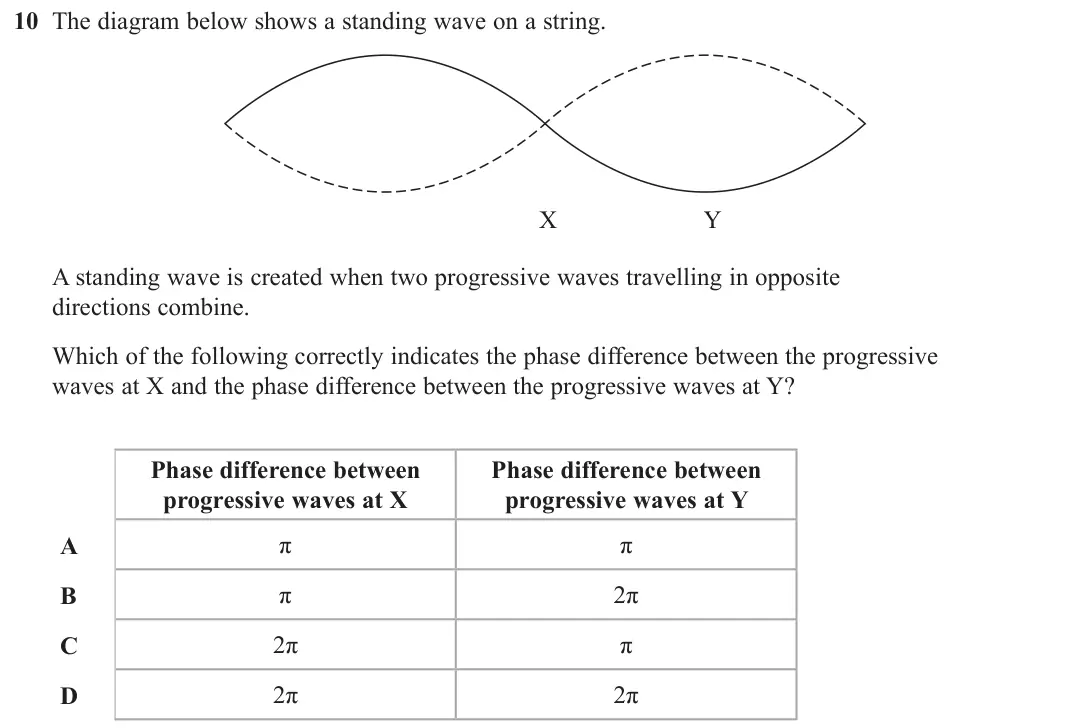 10 The diagram below shows a standing wave on a string.
X Y
A standing wave is created when two progressive waves travelling in opposite
directions combine.
Which of the following correctly indicates the phase difference between the progressive
waves at X and the phase difference between the progressive waves at Y?
Phase difference between progressive waves at X Phase difference between progressive waves at Y
A π π
B π 2π
C 2π π
D 2π 2π